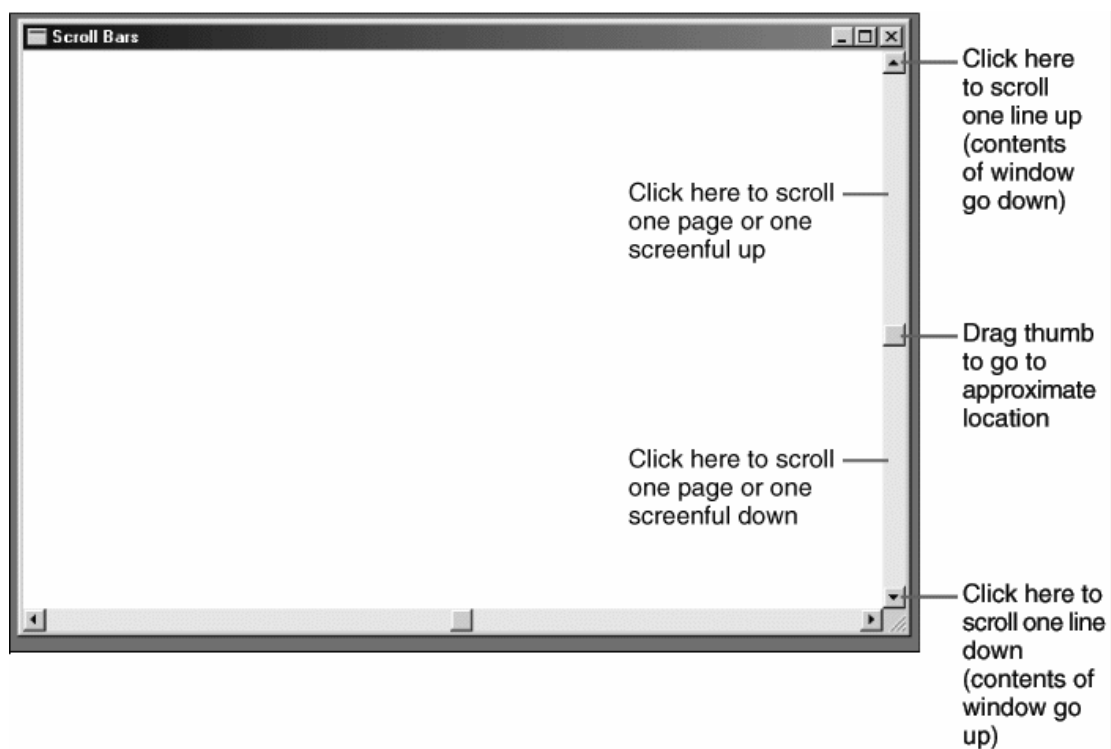 Scroll Bars
Click here
to scroll
one line up
(contents
of window
go down)
Click here to scroll
one page or one
screenful up
Drag thumb
to go to
approximate
location
Click here to scroll
one page or one
screenful down
Click here to
scroll one line
down
(contents of
window go
up)